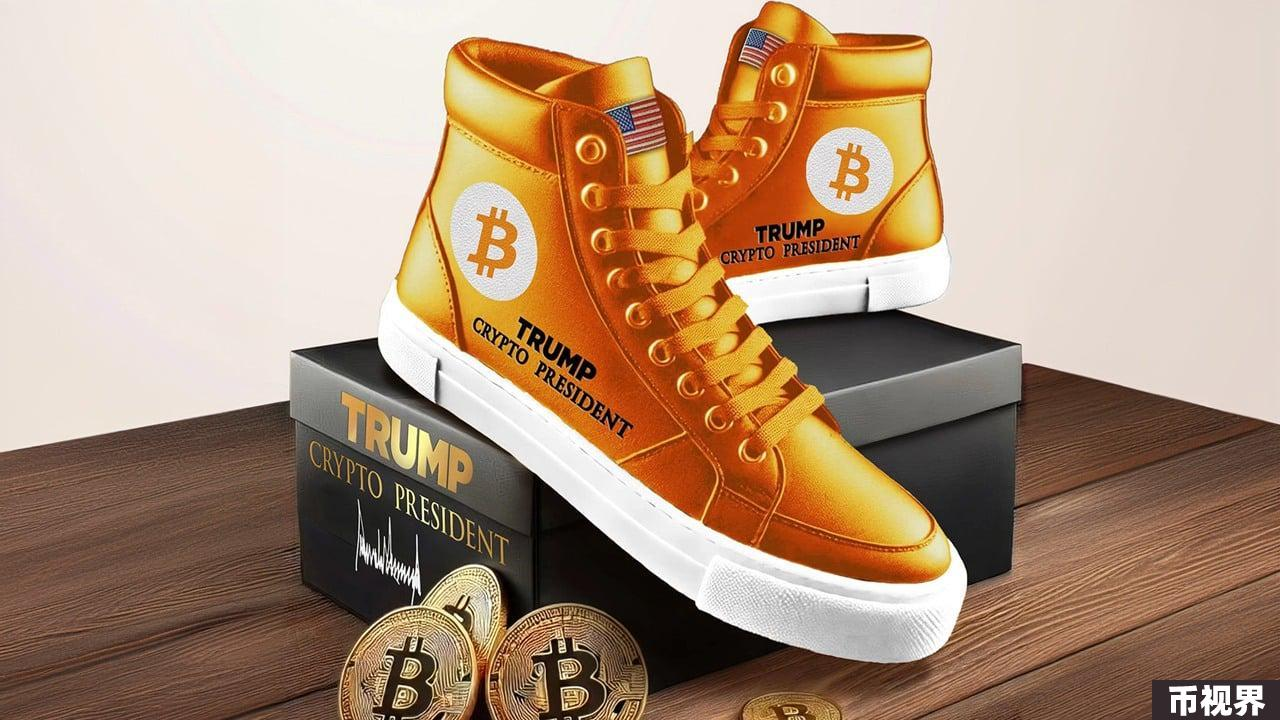 TRUMP
CRYPTO PRESIDENT
TRUMP
CRYPTO PRESIDENT
TRUMP
CRYPTO PRESIDENT
币视界